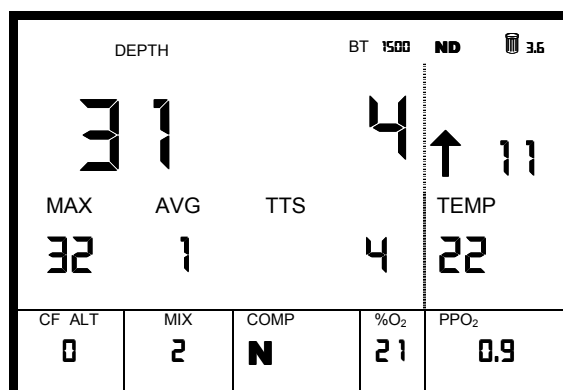 DEPTH BT 1500 ND 3.6
31 4 ↑ 11
MAX AVG TTS TEMP
32 1 4 22
CF ALT MIX COMP %O₂ PPO₂
0 2 N 21 0.9